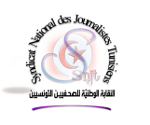 Syndicat National des Journalistes Tunisiens
Snjt
النقابة الوطنية للصحفيين التونسيين